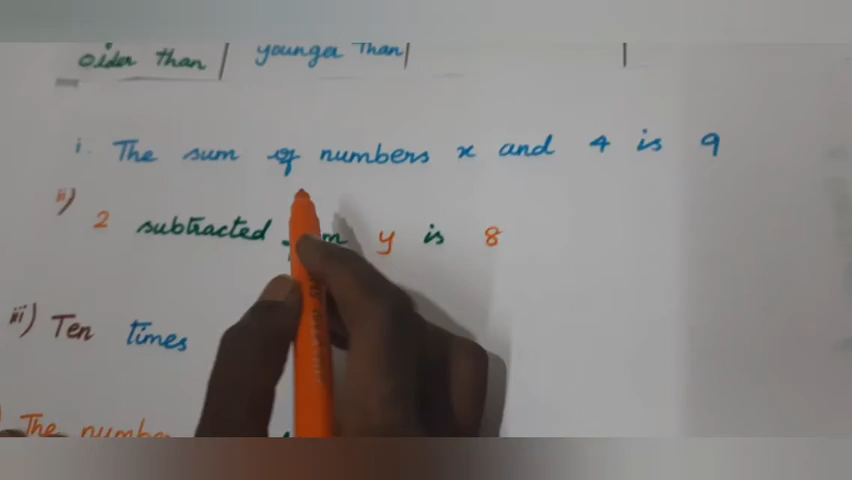 older than younger than
i. The sum of numbers x and 4 is 9
ii) 2 subtracted y is 8
iii) Ten times
The